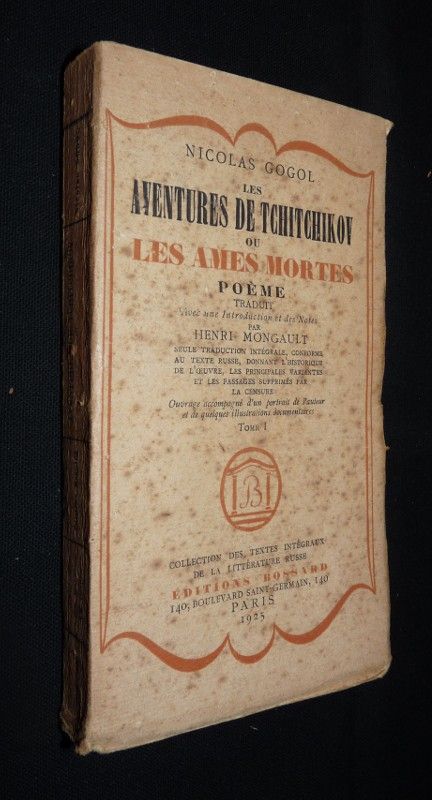 NICOLAS GOGOL
LES
AVENTURES DE TCHITCHIKOV
OU
LES AMES MORTES
POÈME
TRADUIT
Avec une Introduction et des Notes
PAR
HENRI MONGAULT
SEULE TRADUCTION INTÉGRALE, CONFORME
AU TEXTE RUSSE, DONNANT L'HISTORIQUE
DE L'ŒUVRE, LES PRINCIPALES VARIANTES
ET LES PASSAGES SUPPRIMÉS PAR
LA CENSURE
Ouvrage accompagné d'un portrait de l'auteur
et de quelques illustrations documentaires
TOME I
B
COLLECTION DES TEXTES INTÉGRAUX
DE LA LITTÉRATURE RUSSE
ÉDITIONS BOSSARD
140, BOULEVARD SAINT-GERMAIN, 140
PARIS
1925